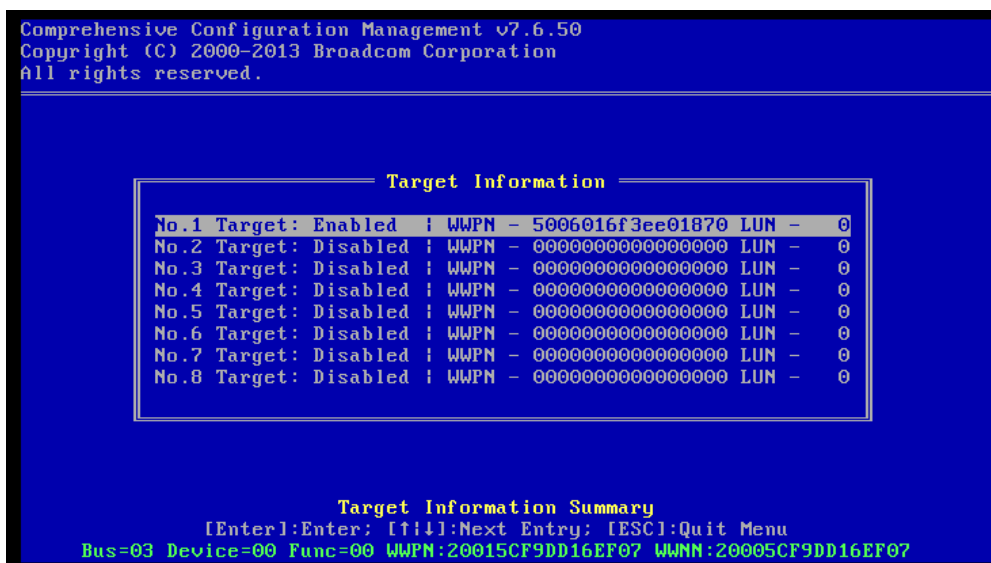 Comprehensive Configuration Management v7.6.50
Copyright (C) 2000-2013 Broadcom Corporation
All rights reserved.
Target Information
No.1 Target: Enabled ¦ WWPN - 5006016f3ee01870 LUN - 0
No.2 Target: Disabled ¦ WWPN - 0000000000000000 LUN - 0
No.3 Target: Disabled ¦ WWPN - 0000000000000000 LUN - 0
No.4 Target: Disabled ¦ WWPN - 0000000000000000 LUN - 0
No.5 Target: Disabled ¦ WWPN - 0000000000000000 LUN - 0
No.6 Target: Disabled ¦ WWPN - 0000000000000000 LUN - 0
No.7 Target: Disabled ¦ WWPN - 0000000000000000 LUN - 0
No.8 Target: Disabled ¦ WWPN - 0000000000000000 LUN - 0
Target Information Summary
[Enter]:Enter; [↑¦↓]:Next Entry; [ESC]:Quit Menu
Bus=03 Device=00 Func=00 WWPN:20015CF9DD16EF07 WWNN:20005CF9DD16EF07